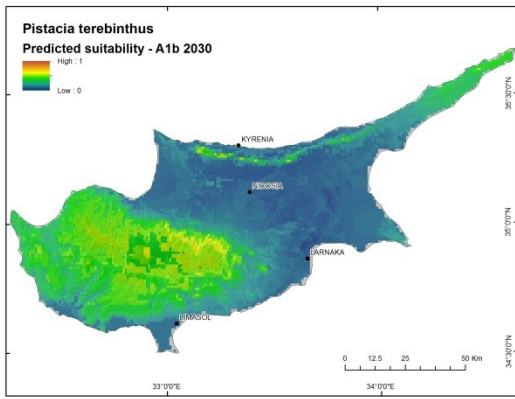 Pistacia terebinthus
Predicted suitability - A1b 2030
High : 1
Low : 0
35°30'0"N
KYRENIA
NICOSIA
35°0'0"N
LARNAKA
LIMASOL
34°30'0"N
0 12.5 25 50 Km
33°0'0"E 34°0'0"E